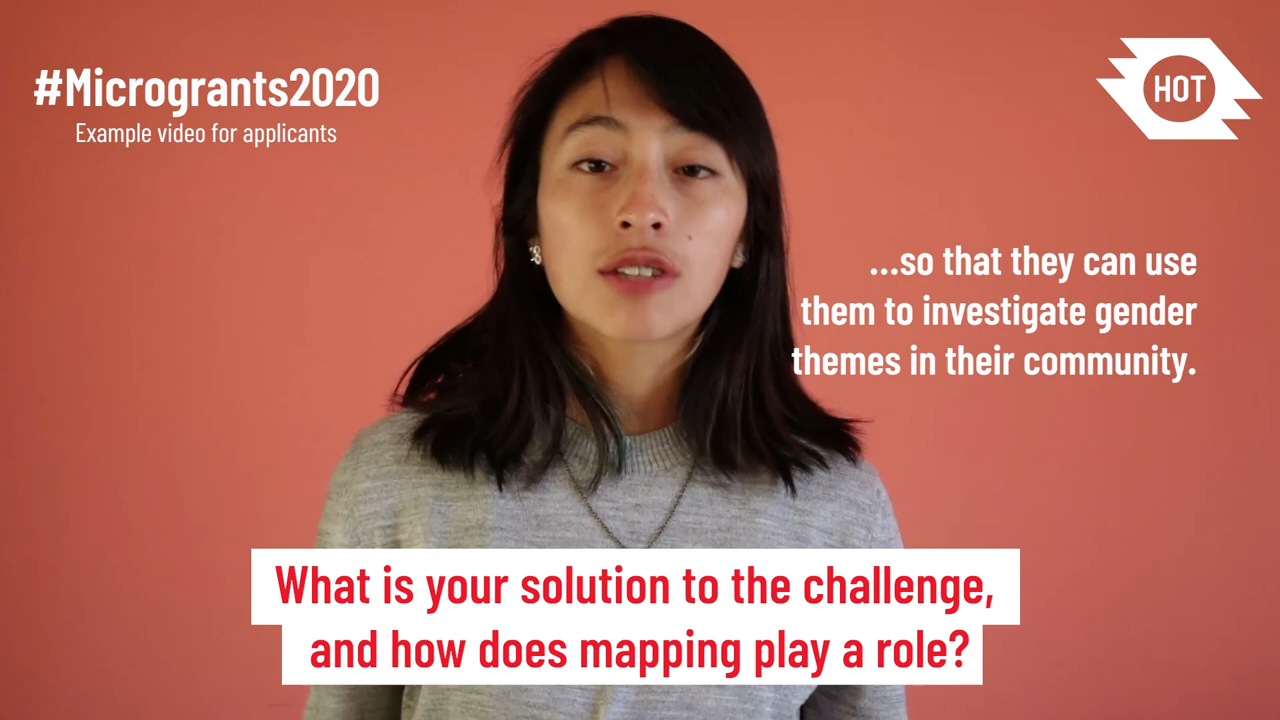 #Microgrants2020
Example video for applicants
HOT
...so that they can use
them to investigate gender
themes in their community.
What is your solution to the challenge,
and how does mapping play a role?